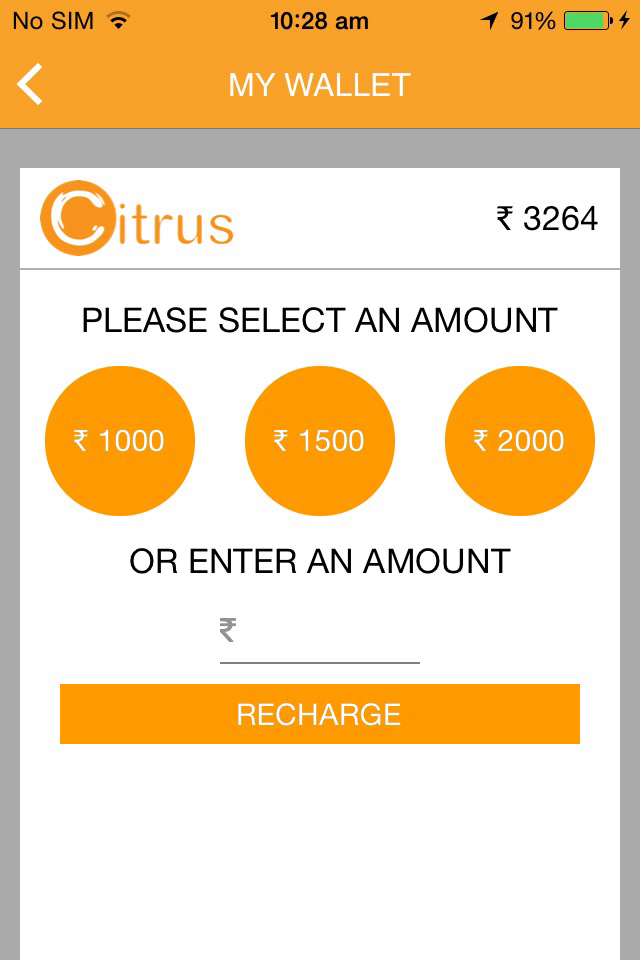 No SIM 10:28 am 91%
MY WALLET
Citrus ₹ 3264
PLEASE SELECT AN AMOUNT
₹ 1000 ₹ 1500 ₹ 2000
OR ENTER AN AMOUNT
₹
RECHARGE